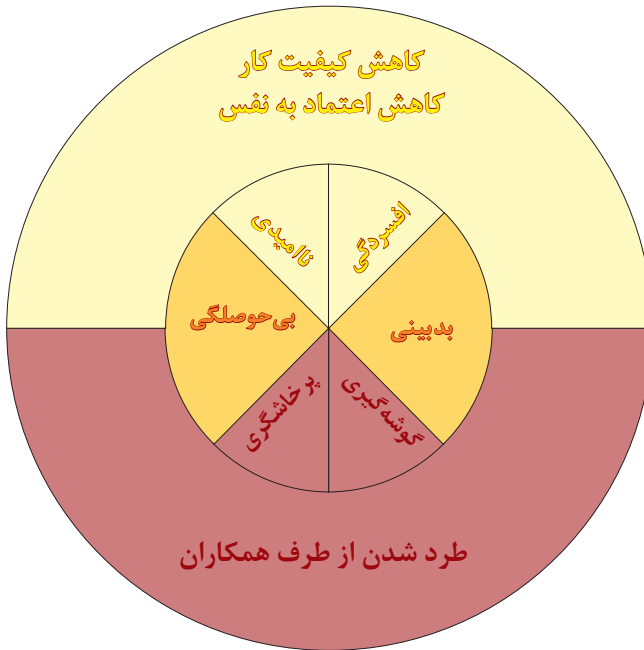 کاهش کیفیت کار
کاهش اعتماد به نفس
افسردگی
ناامیدی
بدبینی
بی‌حوصلگی
گوشه‌گیری
پرخاشگری
طرد شدن از طرف همکاران